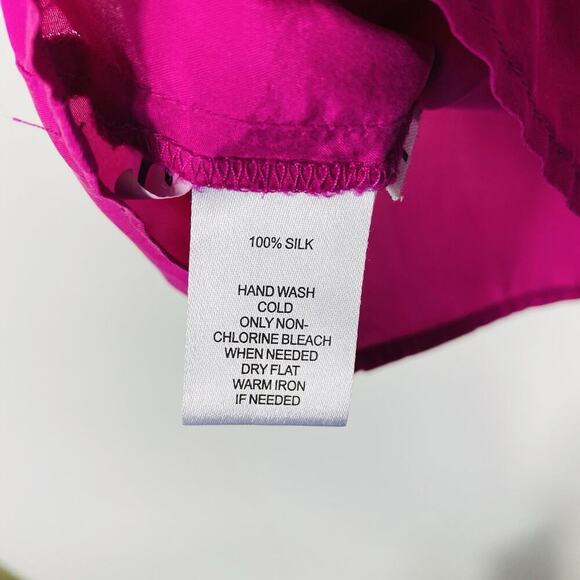 100% SILK
HAND WASH
COLD
ONLY NON-
CHLORINE BLEACH
WHEN NEEDED
DRY FLAT
WARM IRON
IF NEEDED